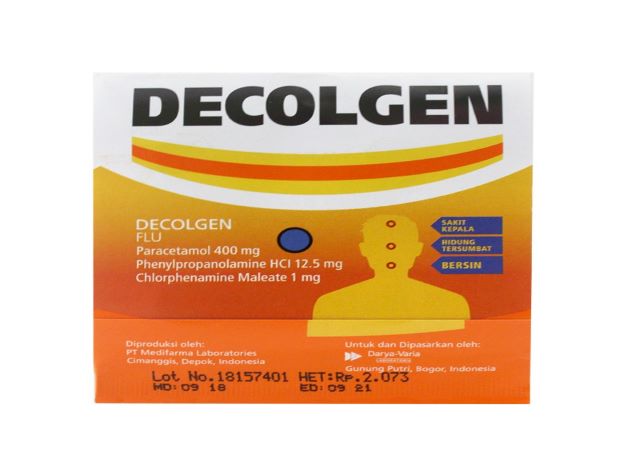 DECOLGEN
DECOLGEN
FLU
Paracetamol 400 mg
Phenylpropanolamine HCl 12.5 mg
Chlorphenamine Maleate 1 mg
SAKIT
KEPALA
HIDUNG
TERSUMBAT
BERSIN
Diproduksi oleh:
PT Medifarma Laboratories
Cimanggis, Depok, Indonesia
Untuk dan Dipasarkan oleh:
Darya-Varia
LABORATORIA
Gunung Putri, Bogor, Indonesia
Lot No.18157401 HET:Rp.2.073
MD:09 18 ED:09 21